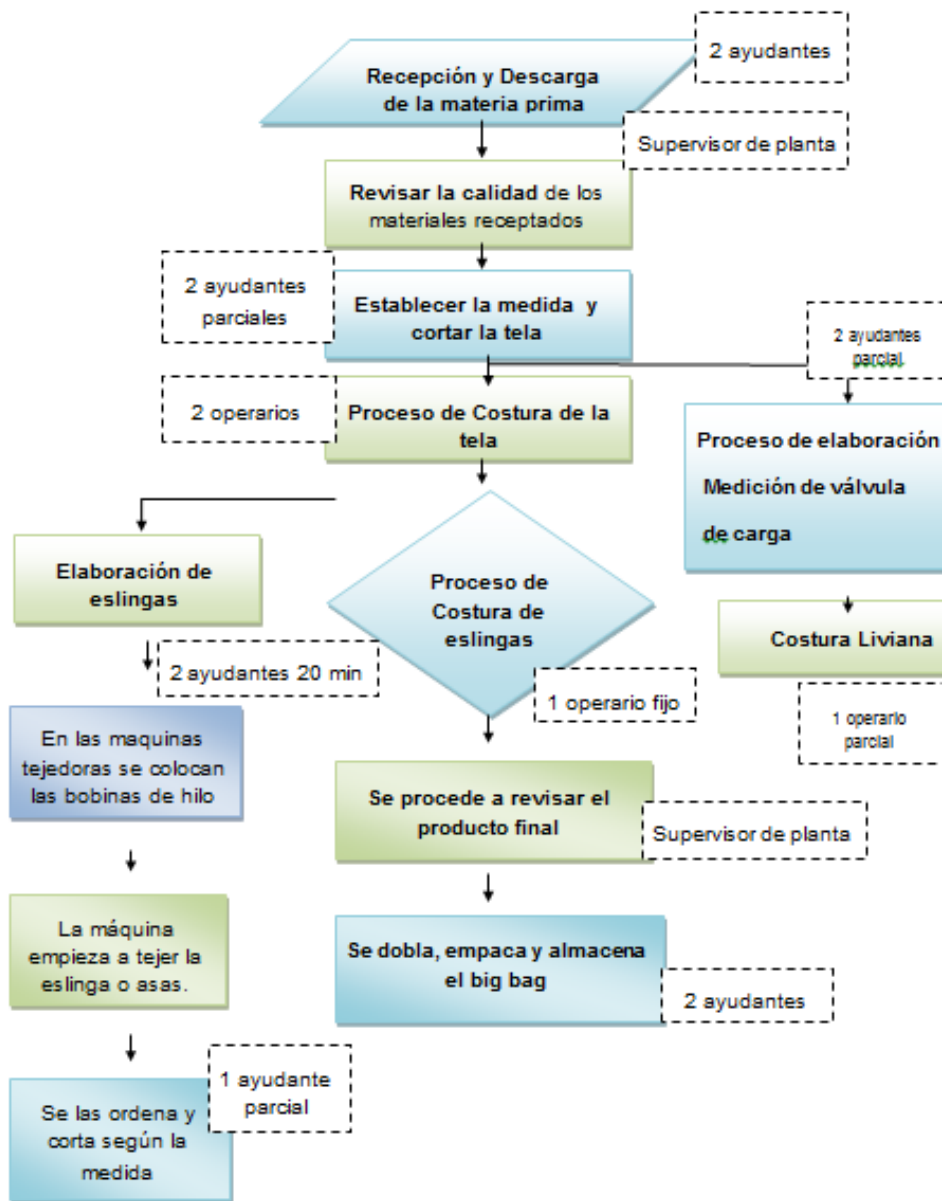 2 ayudantes
Recepción y Descarga
de la materia prima
Supervisor de planta
Revisar la calidad de los
materiales receptados
2 ayudantes
parciales
Establecer la medida y
cortar la tela
2 ayudantes
parcial
2 operarios
Proceso de Costura de la
tela
Proceso de elaboración
Medición de válvula
de carga
Elaboración de
eslingas
Proceso de
Costura de
eslingas
Costura Liviana
2 ayudantes 20 min
1 operario fijo
1 operario
parcial
En las maquinas
tejedoras se colocan
las bobinas de hilo
Se procede a revisar el
producto final
Supervisor de planta
La máquina
empieza a tejer la
eslinga o asas.
Se dobla, empaca y almacena
el big bag
2 ayudantes
1 ayudante
parcial
Se las ordena y
corta según la
medida